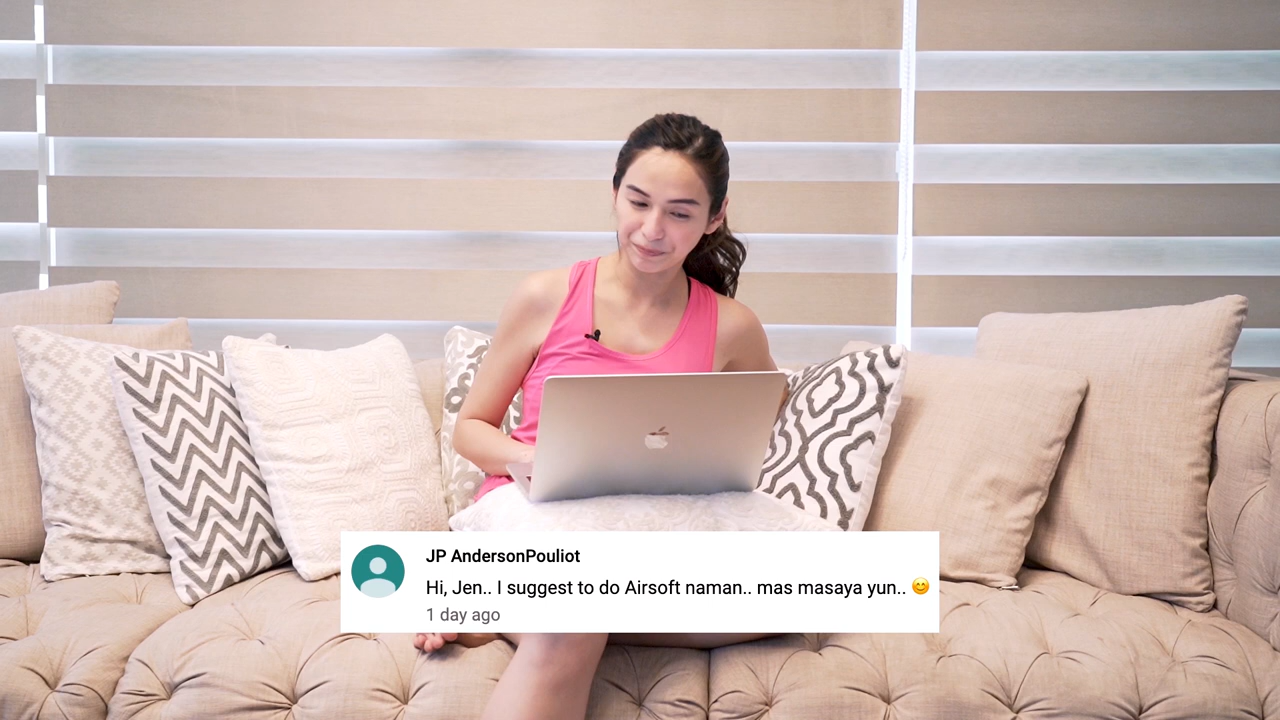 JP AndersonPouliot
Hi, Jen.. I suggest to do Airsoft naman.. mas masaya yun.. 😊
1 day ago